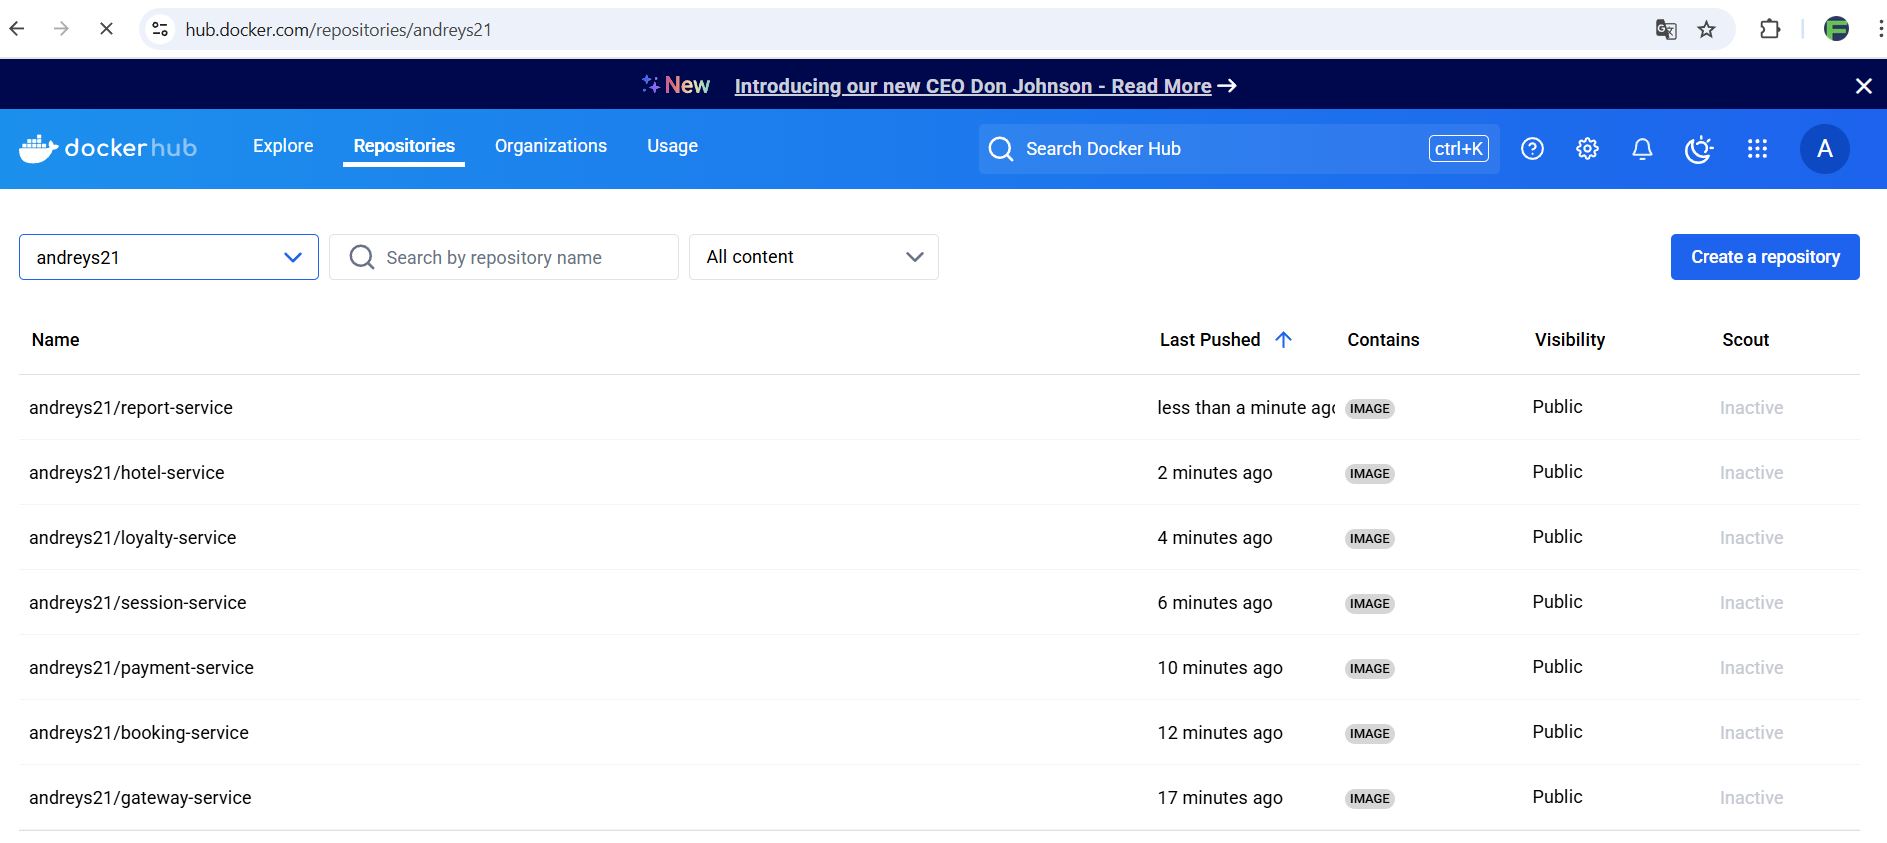 hub.docker.com/repositories/andreys21
New Introducing our new CEO Don Johnson - Read More →
docker hub Explore Repositories Organizations Usage Search Docker Hub ctrl+K A
andreys21 Search by repository name All content Create a repository
Name Last Pushed Contains Visibility Scout
andreys21/report-service less than a minute ago IMAGE Public Inactive
andreys21/hotel-service 2 minutes ago IMAGE Public Inactive
andreys21/loyalty-service 4 minutes ago IMAGE Public Inactive
andreys21/session-service 6 minutes ago IMAGE Public Inactive
andreys21/payment-service 10 minutes ago IMAGE Public Inactive
andreys21/booking-service 12 minutes ago IMAGE Public Inactive
andreys21/gateway-service 17 minutes ago IMAGE Public Inactive